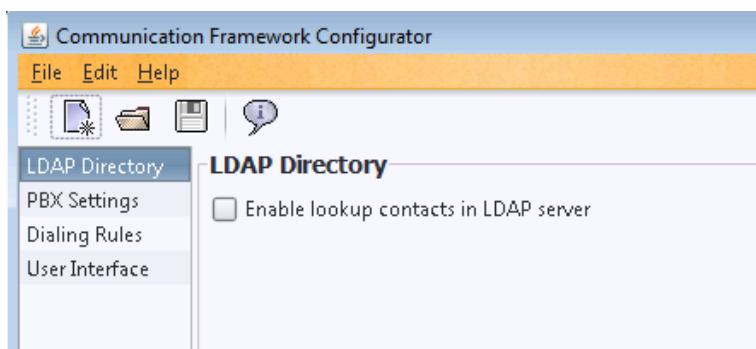 Communication Framework Configurator
File Edit Help
LDAP Directory
PBX Settings
Dialing Rules
User Interface
LDAP Directory
Enable lookup contacts in LDAP server